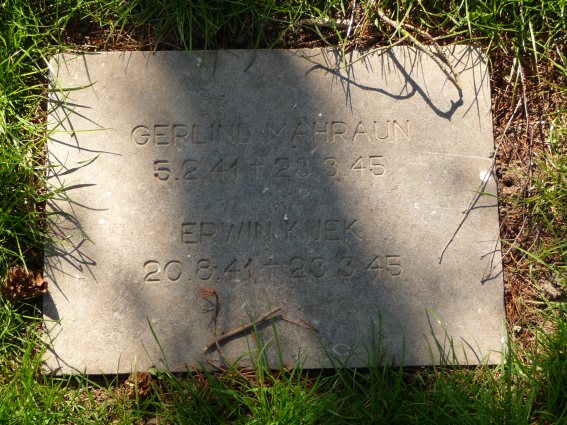 GERLIND MAHRAUN
5.2.41 † 23.3.45
ERWIN KIJEK
20.8.41 † 23.3.45